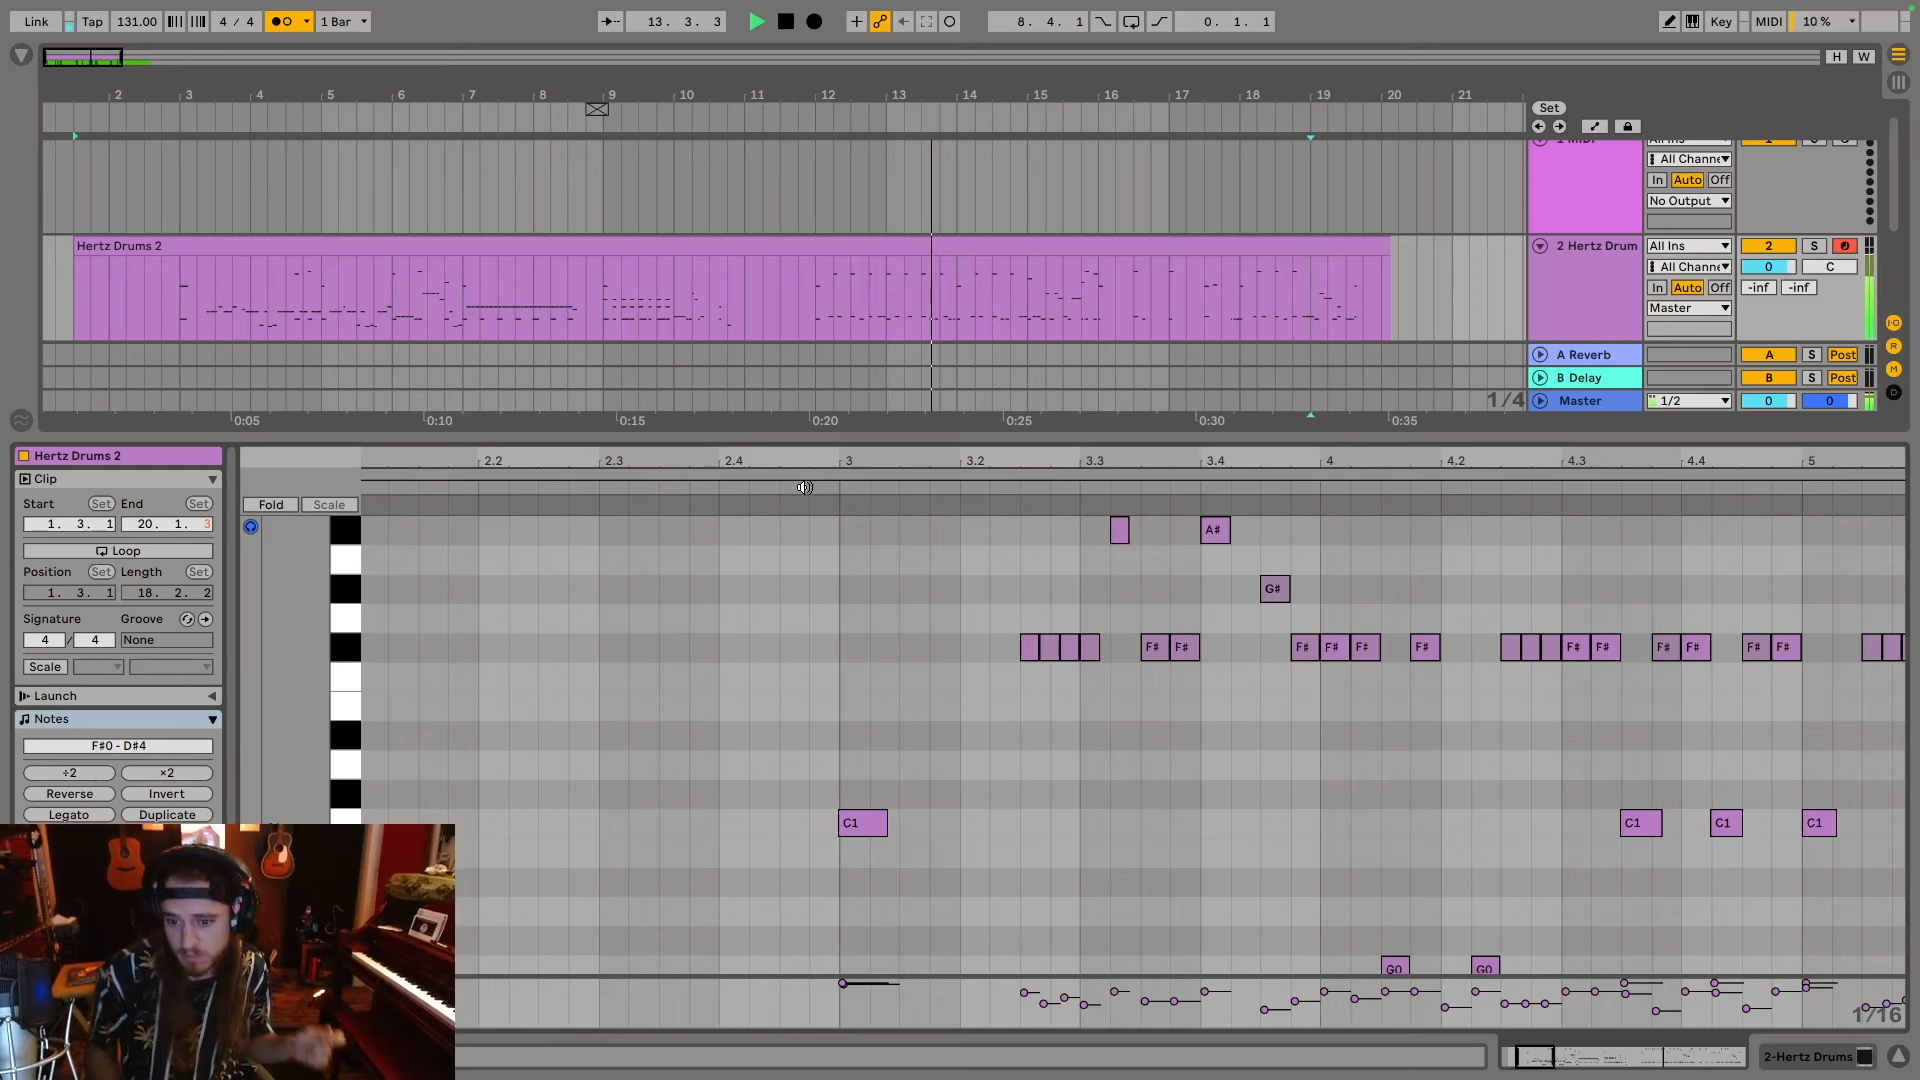 Link Tap 131.00 4 / 4 1 Bar 13. 3. 3 8. 4. 1 0. 1. 1 Key MIDI 10 %
H W
2 3 4 5 6 7 8 9 10 11 12 13 14 15 16 17 18 19 20 21
Set
All Channe
In Auto Off
No Output
Hertz Drums 2
2 Hertz Drum All Ins 2 S
All Channe 0 C
In Auto Off -inf -inf
Master
A Reverb A S Post
B Delay B S Post
1/4 Master 1/2 0 0
0:05 0:10 0:15 0:20 0:25 0:30 0:35
Hertz Drums 2
2.2 2.3 2.4 3 3.2 3.3 3.4 4 4.2 4.3 4.4 5
Clip
Start Set End Set
1. 3. 1 20. 1. 3
Fold Scale
Loop
Position Set Length Set
1. 3. 1 18. 2. 2
Signature Groove
4 / 4 None
Scale
Launch
Notes
F#0 - D#4
÷2 ×2
Reverse Invert
Legato Duplicate
A#
G#
F# F# F# F# F# F# F# F# F# F# F# F#
C1 C1 C1 C1
G0 G0
1/16
2-Hertz Drums
I-O
R
M
D